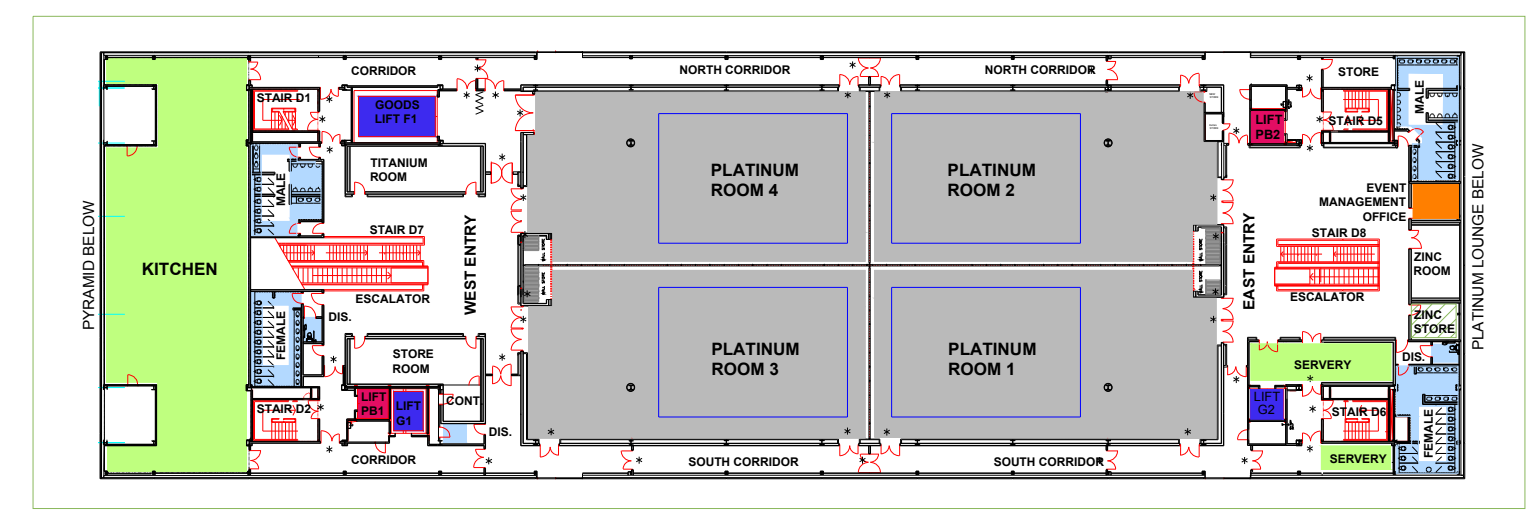 CORRIDOR
NORTH CORRIDOR
NORTH CORRIDOR
STORE
STAIR D1
GOODS
LIFT F1
LIFT
PB2
STAIR D5
MALE
TITANIUM
ROOM
PLATINUM
ROOM 4
PLATINUM
ROOM 2
MALE
EVENT
MANAGEMENT
OFFICE
STAIR D7
STAIR D8
PYRAMID BELOW
KITCHEN
WEST ENTRY
EAST ENTRY
ZINC
ROOM
PLATINUM LOUNGE BELOW
ESCALATOR
ESCALATOR
DIS.
ZINC
STORE
FEMALE
STORE
ROOM
PLATINUM
ROOM 3
PLATINUM
ROOM 1
SERVERY
DIS.
STAIR D2
LIFT
PB1
LIFT
G1
CONT.
LIFT
G2
STAIR D6
DIS.
FEMALE
CORRIDOR
SOUTH CORRIDOR
SOUTH CORRIDOR
SERVERY